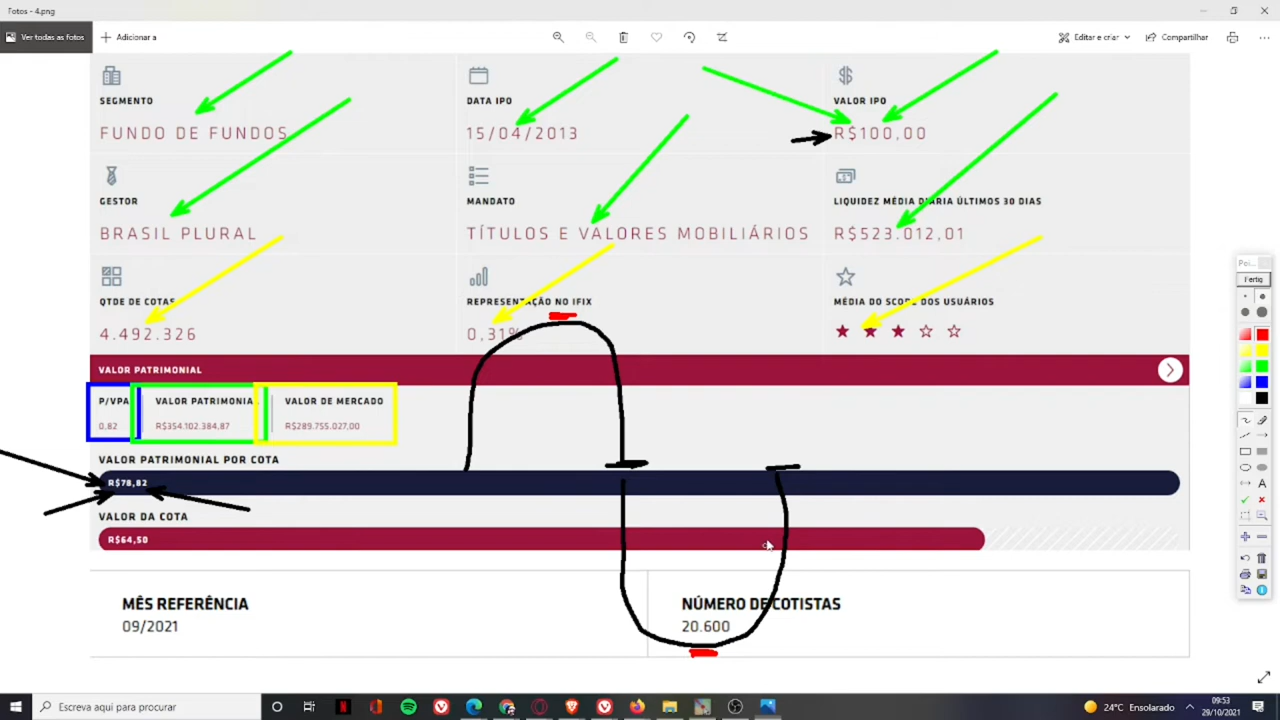 Fotos - 4.png
Ver todas as fotos
Adicionar a
Editar e criar
Compartilhar
SEGMENTO
DATA IPO
VALOR IPO
FUNDO DE FUNDOS
15/04/2013
R$100,00
GESTOR
MANDATO
LIQUIDEZ MÉDIA DIÁRIA ÚLTIMOS 30 DIAS
BRASIL PLURAL
TÍTULOS E VALORES MOBILIÁRIOS
R$523.012,01
QTDE DE COTAS
REPRESENTAÇÃO NO IFIX
MÉDIA DO SCORE DOS USUÁRIOS
4.492.326
0,31%
VALOR PATRIMONIAL
P/VPA
VALOR PATRIMONIAL
VALOR DE MERCADO
0,82
R$354.102.384,87
R$289.755.027,00
VALOR PATRIMONIAL POR COTA
R$78,82
VALOR DA COTA
R$64,50
MÊS REFERÊNCIA
NÚMERO DE COTISTAS
09/2021
20.600
Fertig
A
Escreva aqui para procurar
24°C Ensolarado
09:53
29/10/2021